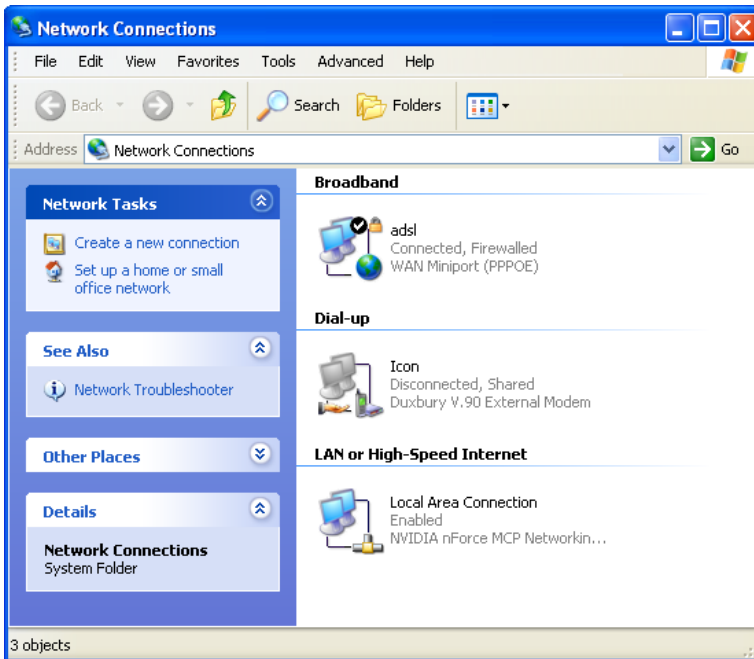 Network Connections
File Edit View Favorites Tools Advanced Help
Back Search Folders
Address Network Connections Go
Network Tasks
Create a new connection
Set up a home or small
office network
See Also
Network Troubleshooter
Other Places
Details
Network Connections
System Folder
Broadband
adsl
Connected, Firewalled
WAN Miniport (PPPOE)
Dial-up
Icon
Disconnected, Shared
Duxbury V.90 External Modem
LAN or High-Speed Internet
Local Area Connection
Enabled
NVIDIA nForce MCP Networkin...
3 objects